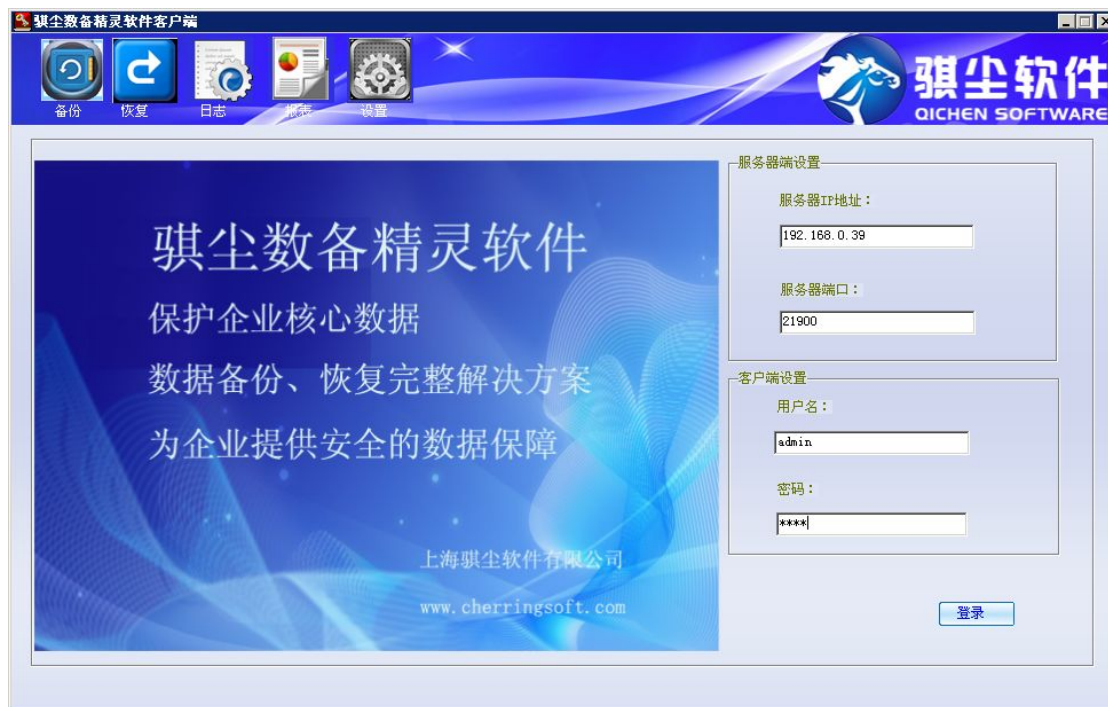 骐尘数备精灵软件客户端
备份 恢复 日志 报表 设置
骐尘软件
QICHEN SOFTWARE
骐尘数备精灵软件
保护企业核心数据
数据备份、恢复完整解决方案
为企业提供安全的数据保障
上海骐尘软件有限公司
www.cherringsoft.com
服务器端设置
服务器IP地址：
192.168.0.39
服务器端口：
21900
客户端设置
用户名：
admin
密码：
****
登录